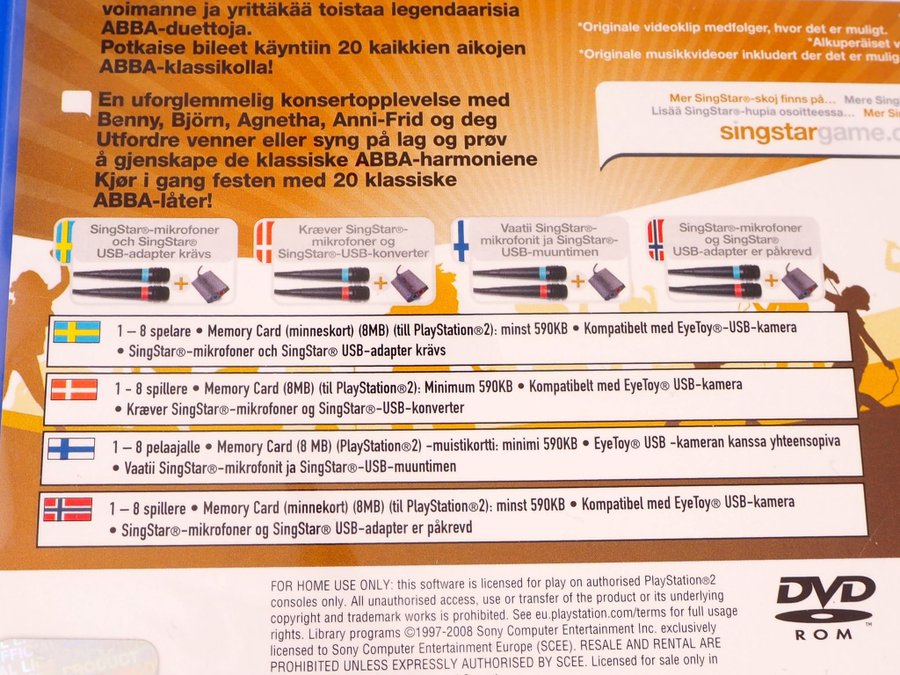 voimanne ja yrittäkää toistaa legendaarisia
ABBA-duettoja.
Potkaise bileet käyntiin 20 kaikkien aikojen
ABBA-klassikolla!
En uforglemmelig konsertopplevelse med
Benny, Björn, Agnetha, Anni-Frid og deg
Utfordre venner eller syng på lag og prøv
å gjenskape de klassiske ABBA-harmoniene
Kjør i gang festen med 20 klassiske
ABBA-låter!
*Originale videoklip medfølger, hvor det er muligt.
*Alkuperäiset
*Originale musikkvideoer inkludert der det er mulig
Mer SingStar®-skoj finns på... Mere
Lisää SingStar®-hupia osoitteessa... Mer
singstargame.
SingStar®-mikrofoner
och SingStar®
USB-adapter krävs
Kræver SingStar®-
mikrofoner og
SingStar®-USB-konverter
Vaatii SingStar®-
mikrofonit ja SingStar®-
USB-muuntimen
SingStar®-mikrofoner
og SingStar®
USB-adapter er påkrevd
1 – 8 spelare • Memory Card (minneskort) (8MB) (till PlayStation®2): minst 590KB • Kompatibelt med EyeToy®-USB-kamera
• SingStar®-mikrofoner och SingStar® USB-adapter krävs
1 – 8 spillere • Memory Card (8MB) (til PlayStation®2): Minimum 590KB • Kompatibelt med EyeToy® USB-kamera
• Kræver SingStar®-mikrofoner og SingStar®-USB-konverter
1 – 8 pelaajalle • Memory Card (8 MB) (PlayStation®2) -muistikortti: minimi 590KB • EyeToy® USB -kameran kanssa yhteensopiva
• Vaatii SingStar®-mikrofonit ja SingStar®-USB-muuntimen
1 – 8 spillere • Memory Card (minnekort) (8MB) (til PlayStation®2): minst 590KB • Kompatibel med EyeToy® USB-kamera
• SingStar®-mikrofoner og SingStar® USB-adapter er påkrevd
FOR HOME USE ONLY: this software is licensed for play on authorised PlayStation®2
consoles only. All unauthorised access, use or transfer of the product or its underlying
copyright and trademark works is prohibited. See eu.playstation.com/terms for full usage
rights. Library programs ©1997-2008 Sony Computer Entertainment Inc. exclusively
licensed to Sony Computer Entertainment Europe (SCEE). RESALE AND RENTAL ARE
PROHIBITED UNLESS EXPRESSLY AUTHORISED BY SCEE. Licensed for sale only in
DVD
ROM
PRODUCT